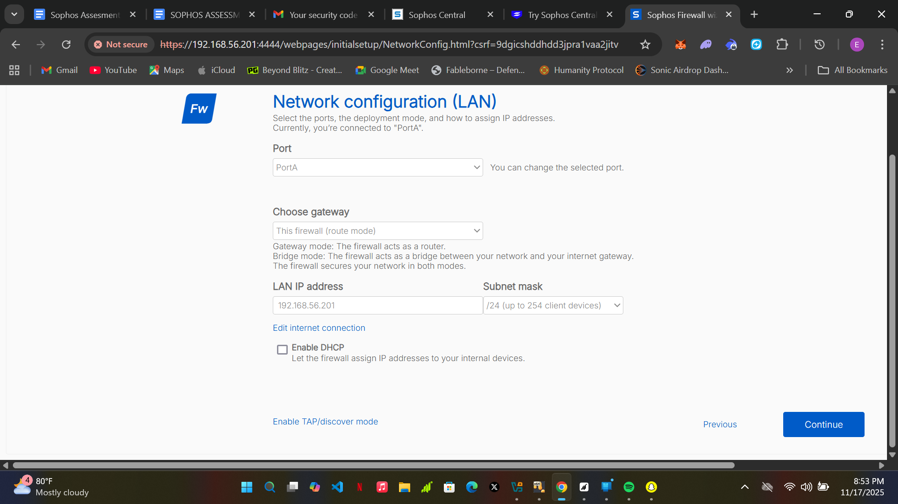 Sophos Assesment
SOPHOS ASSESSM
Your security code
Sophos Central
Try Sophos Central
Sophos Firewall wi
Not secure
https://192.168.56.201:4444/webpages/initialsetup/NetworkConfig.html?csrf=9dgicshddhdd3jpra1vaa2jitv
E
Gmail
YouTube
Maps
iCloud
Beyond Blitz - Creat...
Google Meet
Fableborne – Defen...
Humanity Protocol
Sonic Airdrop Dash...
All Bookmarks
Fw
Network configuration (LAN)
Select the ports, the deployment mode, and how to assign IP addresses.
Currently, you're connected to "PortA".
Port
PortA
You can change the selected port.
Choose gateway
This firewall (route mode)
Gateway mode: The firewall acts as a router.
Bridge mode: The firewall acts as a bridge between your network and your internet gateway.
The firewall secures your network in both modes.
LAN IP address
Subnet mask
192.168.56.201
/24 (up to 254 client devices)
Edit internet connection
Enable DHCP
Let the firewall assign IP addresses to your internal devices.
Enable TAP/discover mode
Previous
Continue
4
80°F
Mostly cloudy
8:53 PM
11/17/2025